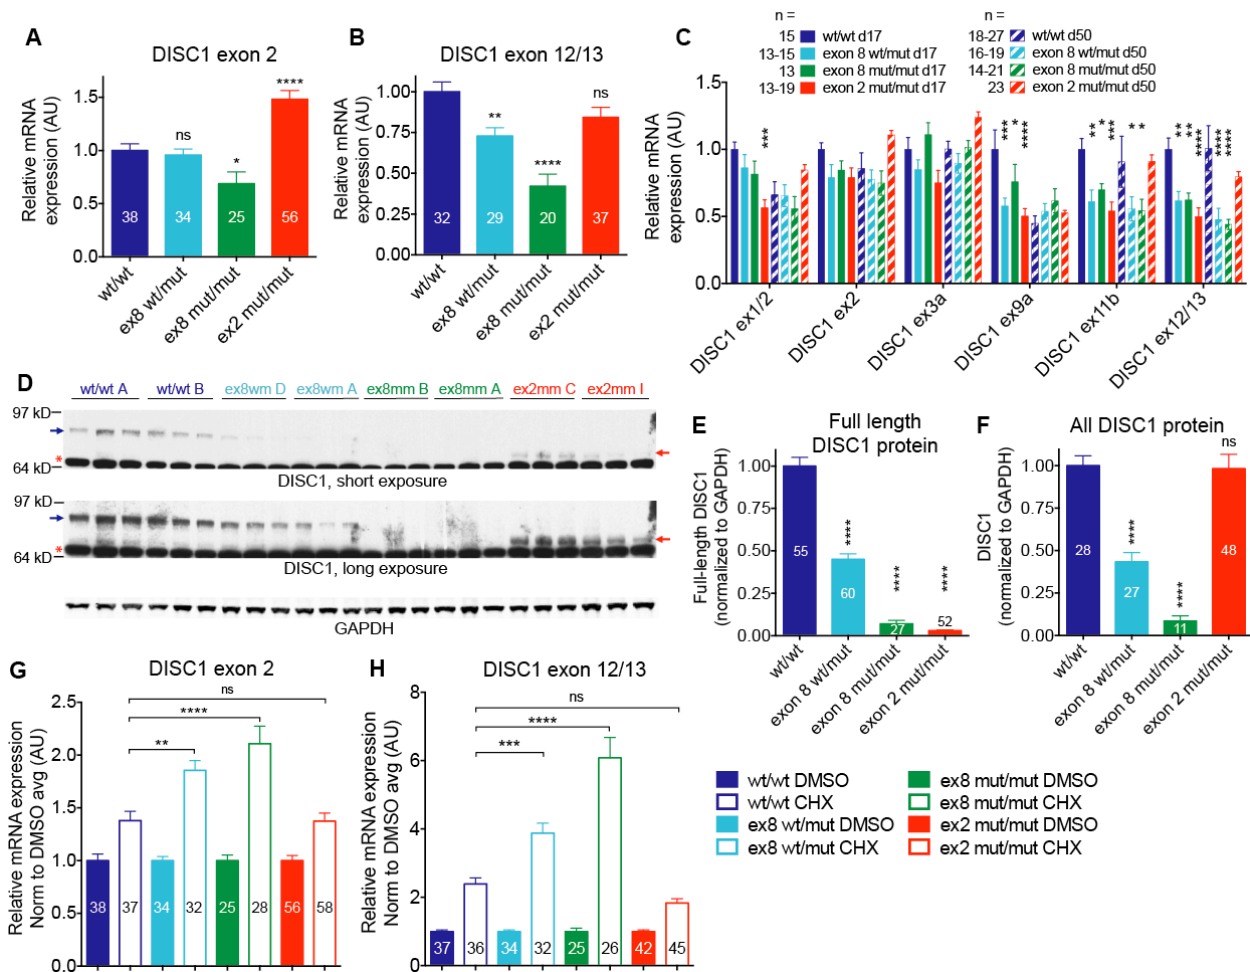 A
DISC1 exon 2
Relative mRNA
expression (AU)
1.5
1.0
0.5
0.0
ns
*
****
38
34
25
56
wt/wt
ex8 wt/mut
ex8 mut/mut
ex2 mut/mut
B
DISC1 exon 12/13
Relative mRNA
expression (AU)
1.00
0.75
0.50
0.25
0.00
**
****
ns
32
29
20
37
wt/wt
ex8 wt/mut
ex8 mut/mut
ex2 mut/mut
C
n =
15 wt/wt d17
13-15 exon 8 wt/mut d17
13 exon 8 mut/mut d17
13-19 exon 2 mut/mut d17
n =
18-27 wt/wt d50
16-19 exon 8 wt/mut d50
14-21 exon 8 mut/mut d50
23 exon 2 mut/mut d50
Relative mRNA
expression (AU)
1.5
1.0
0.5
0.0
***
***
*
****
**
*
***
*
*
**
**
****
****
****
DISC1 ex1/2
DISC1 ex2
DISC1 ex3a
DISC1 ex9a
DISC1 ex11b
DISC1 ex12/13
D
wt/wt A
wt/wt B
ex8wm D
ex8wm A
ex8mm B
ex8mm A
ex2mm C
ex2mm I
97 kD
*
64 kD
DISC1, short exposure
97 kD
*
64 kD
DISC1, long exposure
GAPDH
E
Full length
DISC1 protein
Full-length DISC1
(normalized to GAPDH)
1.00
0.75
0.50
0.25
0.00
****
****
****
55
60
27
52
wt/wt
exon 8 wt/mut
exon 8 mut/mut
exon 2 mut/mut
F
All DISC1 protein
DISC1
(normalized to GAPDH)
1.00
0.75
0.50
0.25
0.00
****
****
ns
28
27
11
48
wt/wt
exon 8 wt/mut
exon 8 mut/mut
exon 2 mut/mut
G
DISC1 exon 2
Relative mRNA expression
Norm to DMSO avg (AU)
2.5
2.0
1.5
1.0
0.5
0.0
ns
****
**
38
37
34
32
25
28
56
58
H
DISC1 exon 12/13
Relative mRNA expression
Norm to DMSO avg (AU)
8
6
4
2
0
ns
****
***
37
36
34
32
25
26
42
45
wt/wt DMSO
wt/wt CHX
ex8 wt/mut DMSO
ex8 wt/mut CHX
ex8 mut/mut DMSO
ex8 mut/mut CHX
ex2 mut/mut DMSO
ex2 mut/mut CHX